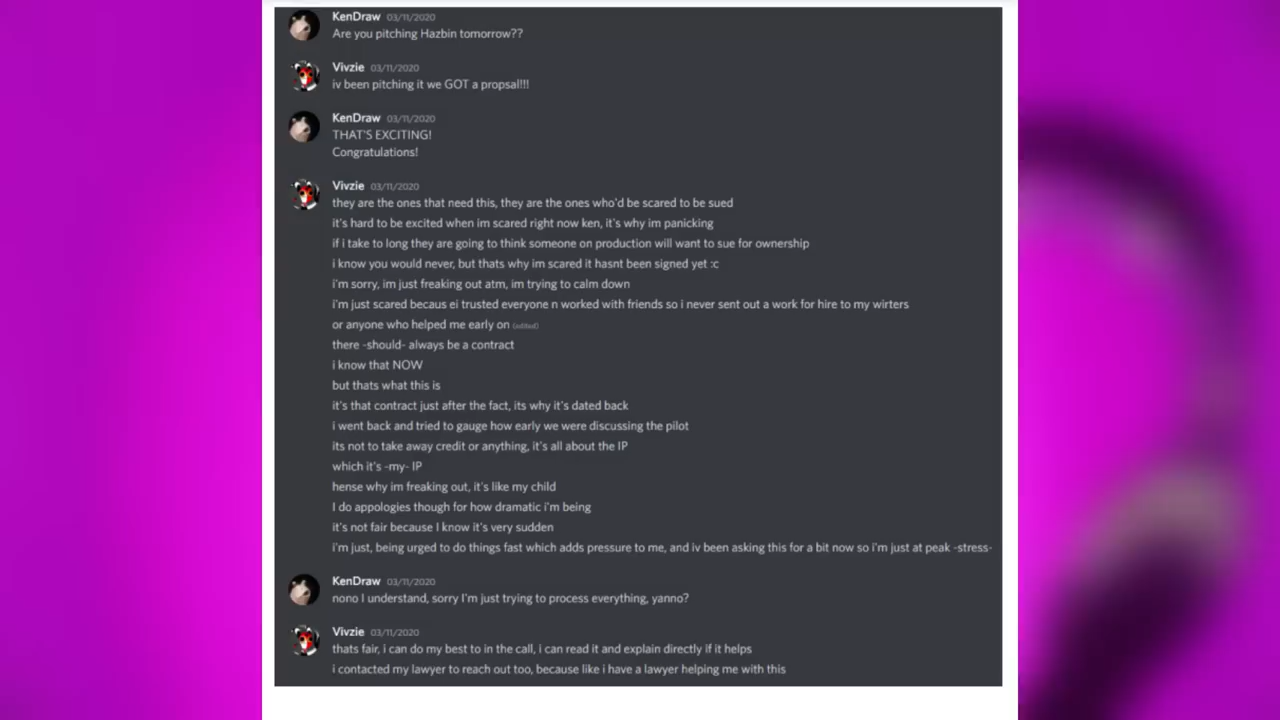 KenDraw 03/11/2020
Are you pitching Hazbin tomorrow??
Vivzie 03/11/2020
iv been pitching it we GOT a propsal!!!
KenDraw 03/11/2020
THAT'S EXCITING!
Congratulations!
Vivzie 03/11/2020
they are the ones that need this, they are the ones who'd be scared to be sued
it's hard to be excited when im scared right now ken, it's why im panicking
if i take to long they are going to think someone on production will want to sue for ownership
i know you would never, but thats why im scared it hasnt been signed yet :c
i'm sorry, im just freaking out atm, im trying to calm down
i'm just scared becaus ei trusted everyone n worked with friends so i never sent out a work for hire to my wirters
or anyone who helped me early on (edited)
there -should- always be a contract
i know that NOW
but thats what this is
it's that contract just after the fact, its why it's dated back
i went back and tried to gauge how early we were discussing the pilot
its not to take away credit or anything, it's all about the IP
which it's -my- IP
hense why im freaking out, it's like my child
I do appologies though for how dramatic i'm being
it's not fair because I know it's very sudden
i'm just, being urged to do things fast which adds pressure to me, and iv been asking this for a bit now so i'm just at peak -stress-
KenDraw 03/11/2020
nono I understand, sorry I'm just trying to process everything, yanno?
Vivzie 03/11/2020
thats fair, i can do my best to in the call, i can read it and explain directly if it helps
i contacted my lawyer to reach out too, because like i have a lawyer helping me with this